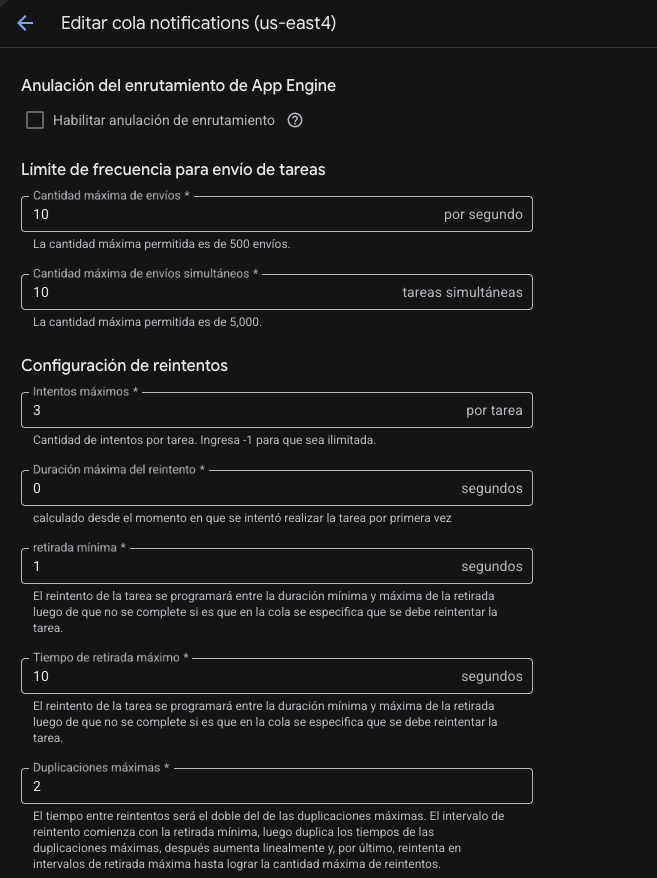 Editar cola notifications (us-east4)
Anulación del enrutamiento de App Engine
Habilitar anulación de enrutamiento
Límite de frecuencia para envío de tareas
Cantidad máxima de envíos *
10 por segundo
La cantidad máxima permitida es de 500 envíos.
Cantidad máxima de envíos simultáneos *
10 tareas simultáneas
La cantidad máxima permitida es de 5,000.
Configuración de reintentos
Intentos máximos *
3 por tarea
Cantidad de intentos por tarea. Ingresa -1 para que sea ilimitada.
Duración máxima del reintento *
0 segundos
calculado desde el momento en que se intentó realizar la tarea por primera vez
retirada mínima *
1 segundos
El reintento de la tarea se programará entre la duración mínima y máxima de la retirada
luego de que no se complete si es que en la cola se especifica que se debe reintentar la
tarea.
Tiempo de retirada máximo *
10 segundos
El reintento de la tarea se programará entre la duración mínima y máxima de la retirada
luego de que no se complete si es que en la cola se especifica que se debe reintentar la
tarea.
Duplicaciones máximas *
2
El tiempo entre reintentos será el doble del de las duplicaciones máximas. El intervalo de
reintento comienza con la retirada mínima, luego duplica los tiempos de las
duplicaciones máximas, después aumenta linealmente y, por último, reintenta en
intervalos de retirada máxima hasta lograr la cantidad máxima de reintentos.